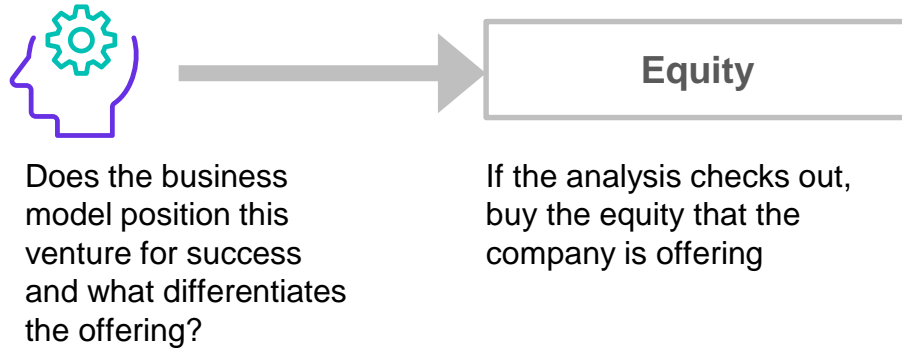 Equity
Does the business
model position this
venture for success
and what differentiates
the offering?
If the analysis checks out,
buy the equity that the
company is offering